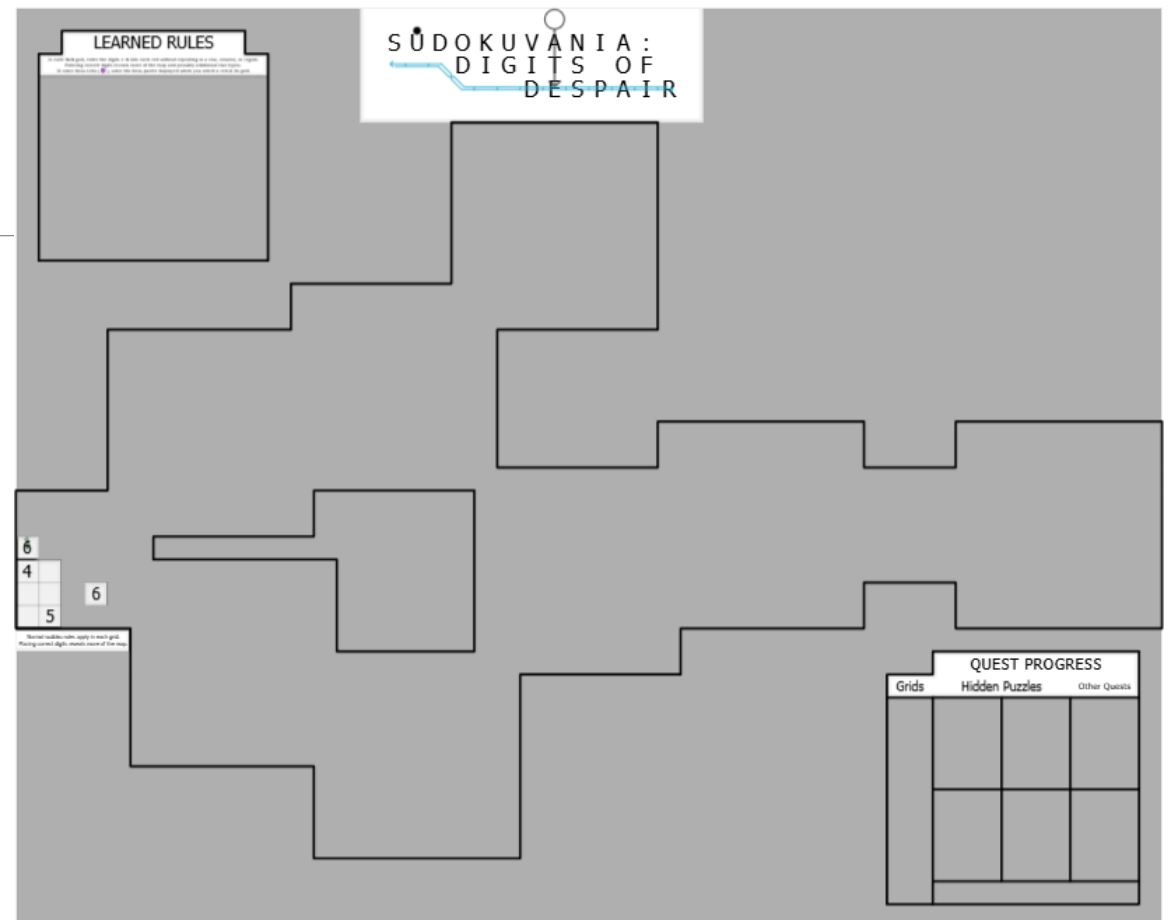 LEARNED RULES
SUDOKUVANIA:
DIGITS OF
DESPAIR
6
4
6
5
Normal sudoku rules apply in each grid.
Placing correct digits reveals more of the map.
QUEST PROGRESS
Grids Hidden Puzzles Other Quests